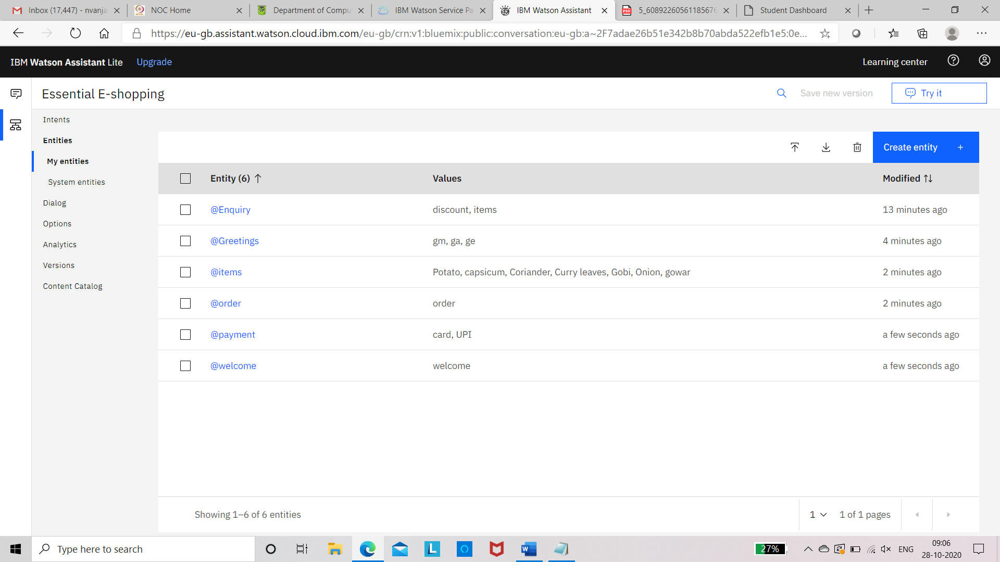 Inbox (17,447) - nvanja
NOC Home
Department of Compu
IBM Watson Service Pa
IBM Watson Assistant
5_60892260561185676
Student Dashboard
https://eu-gb.assistant.watson.cloud.ibm.com/eu-gb/crn:v1:bluemix:public:conversation:eu-gb:a~2F7adae26b51e342b8b70abda522efb1e5:0e...
IBM Watson Assistant Lite
Upgrade
Learning center
Essential E-shopping
Save new version
Try it
Intents
Entities
My entities
System entities
Dialog
Options
Analytics
Versions
Content Catalog
Create entity +
Entity (6) Values Modified
@Enquiry discount, items 13 minutes ago
@Greetings gm, ga, ge 4 minutes ago
@items Potato, capsicum, Coriander, Curry leaves, Gobi, Onion, gowar 2 minutes ago
@order order 2 minutes ago
@payment card, UPI a few seconds ago
@welcome welcome a few seconds ago
Showing 1–6 of 6 entities
1
1 of 1 pages
Type here to search
27%
ENG
09:06
28-10-2020